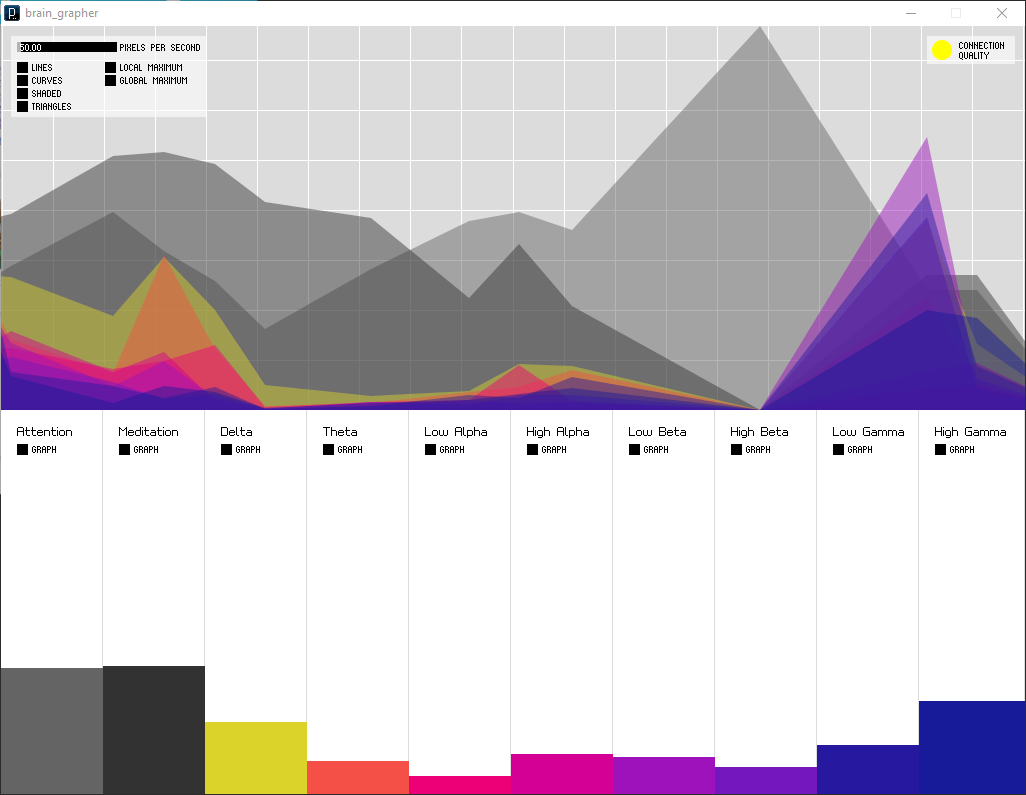 brain_grapher
50.00 PIXELS PER SECOND
LINES
LOCAL MAXIMUM
CURVES
GLOBAL MAXIMUM
SHADED
TRIANGLES
CONNECTION
QUALITY
Attention
GRAPH
Meditation
GRAPH
Delta
GRAPH
Theta
GRAPH
Low Alpha
GRAPH
High Alpha
GRAPH
Low Beta
GRAPH
High Beta
GRAPH
Low Gamma
GRAPH
High Gamma
GRAPH